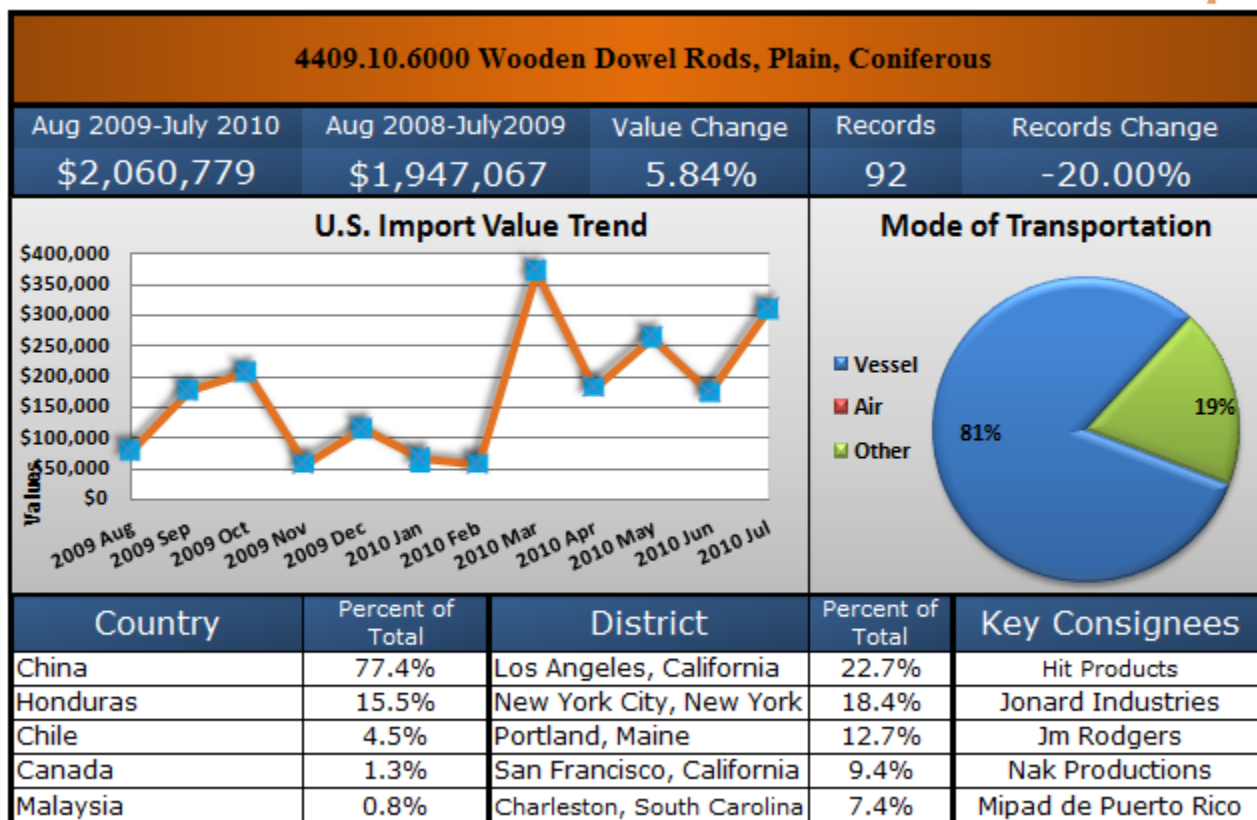 4409.10.6000 Wooden Dowel Rods, Plain, Coniferous
Aug 2009-July 2010 Aug 2008-July2009 Value Change Records Records Change
$2,060,779 $1,947,067 5.84% 92 -20.00%
U.S. Import Value Trend
$400,000
$350,000
$300,000
$250,000
$200,000
$150,000
$100,000
$50,000
$0
Values
2009 Aug 2009 Sep 2009 Oct 2009 Nov 2009 Dec 2010 Jan 2010 Feb 2010 Mar 2010 Apr 2010 May 2010 Jun 2010 Jul
Mode of Transportation
Vessel
Air
Other
81%
19%
Country Percent of Total District Percent of Total Key Consignees
China 77.4% Los Angeles, California 22.7% Hit Products
Honduras 15.5% New York City, New York 18.4% Jonard Industries
Chile 4.5% Portland, Maine 12.7% Jm Rodgers
Canada 1.3% San Francisco, California 9.4% Nak Productions
Malaysia 0.8% Charleston, South Carolina 7.4% Mipad de Puerto Rico